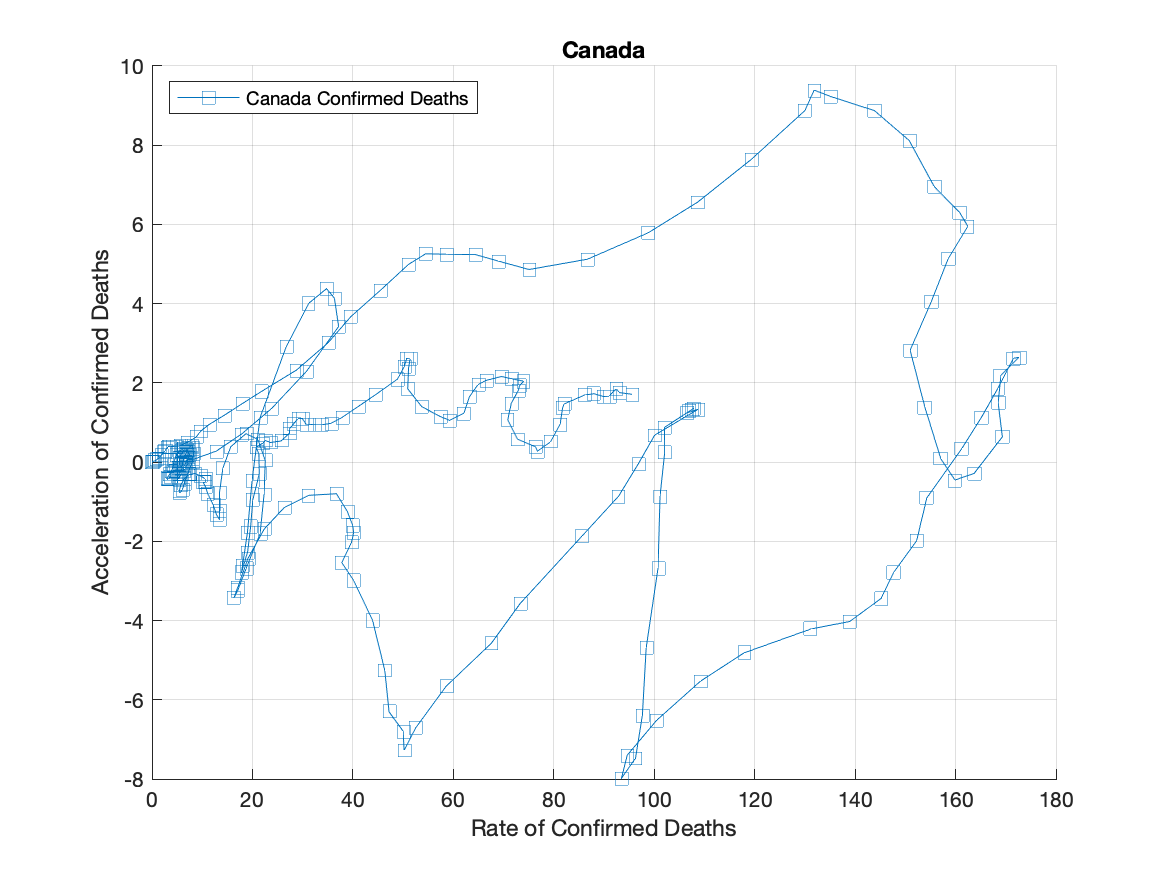 Canada
Canada Confirmed Deaths
10
8
6
4
2
0
-2
-4
-6
-8
Acceleration of Confirmed Deaths
0 20 40 60 80 100 120 140 160 180
Rate of Confirmed Deaths